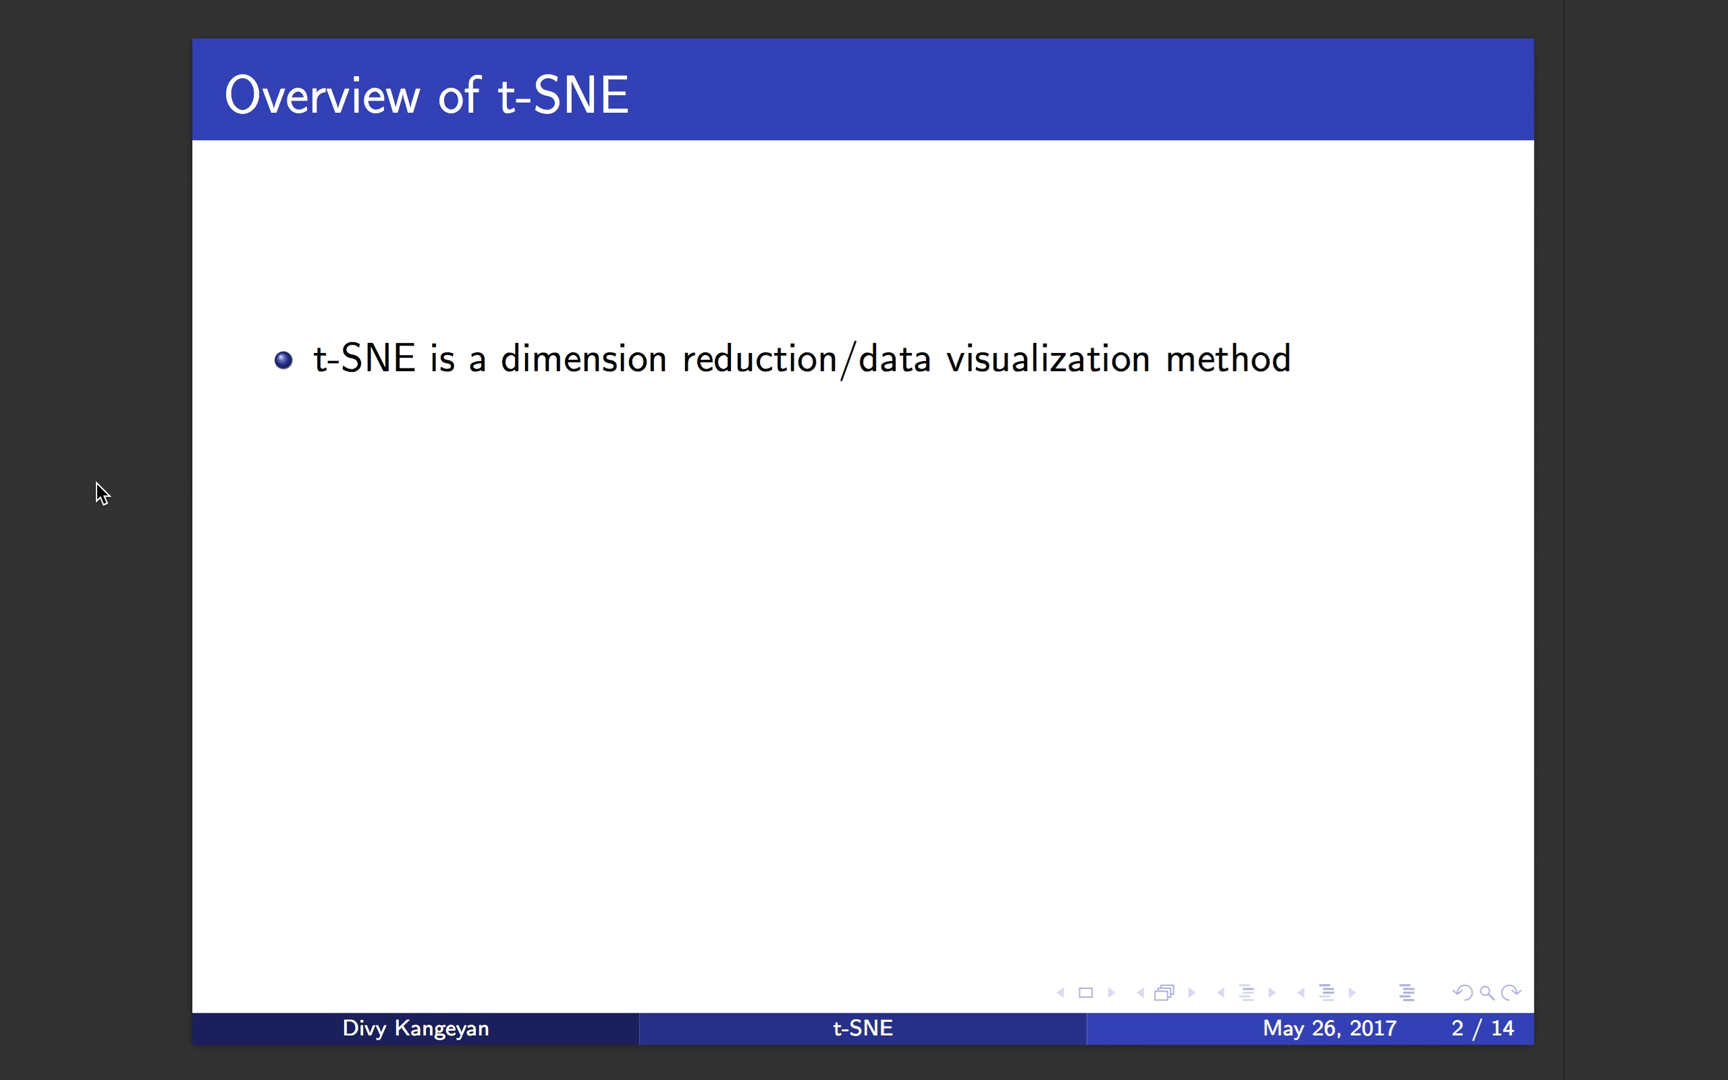 Overview of t-SNE
t-SNE is a dimension reduction/data visualization method
Divy Kangeyan
t-SNE
May 26, 2017
2 / 14